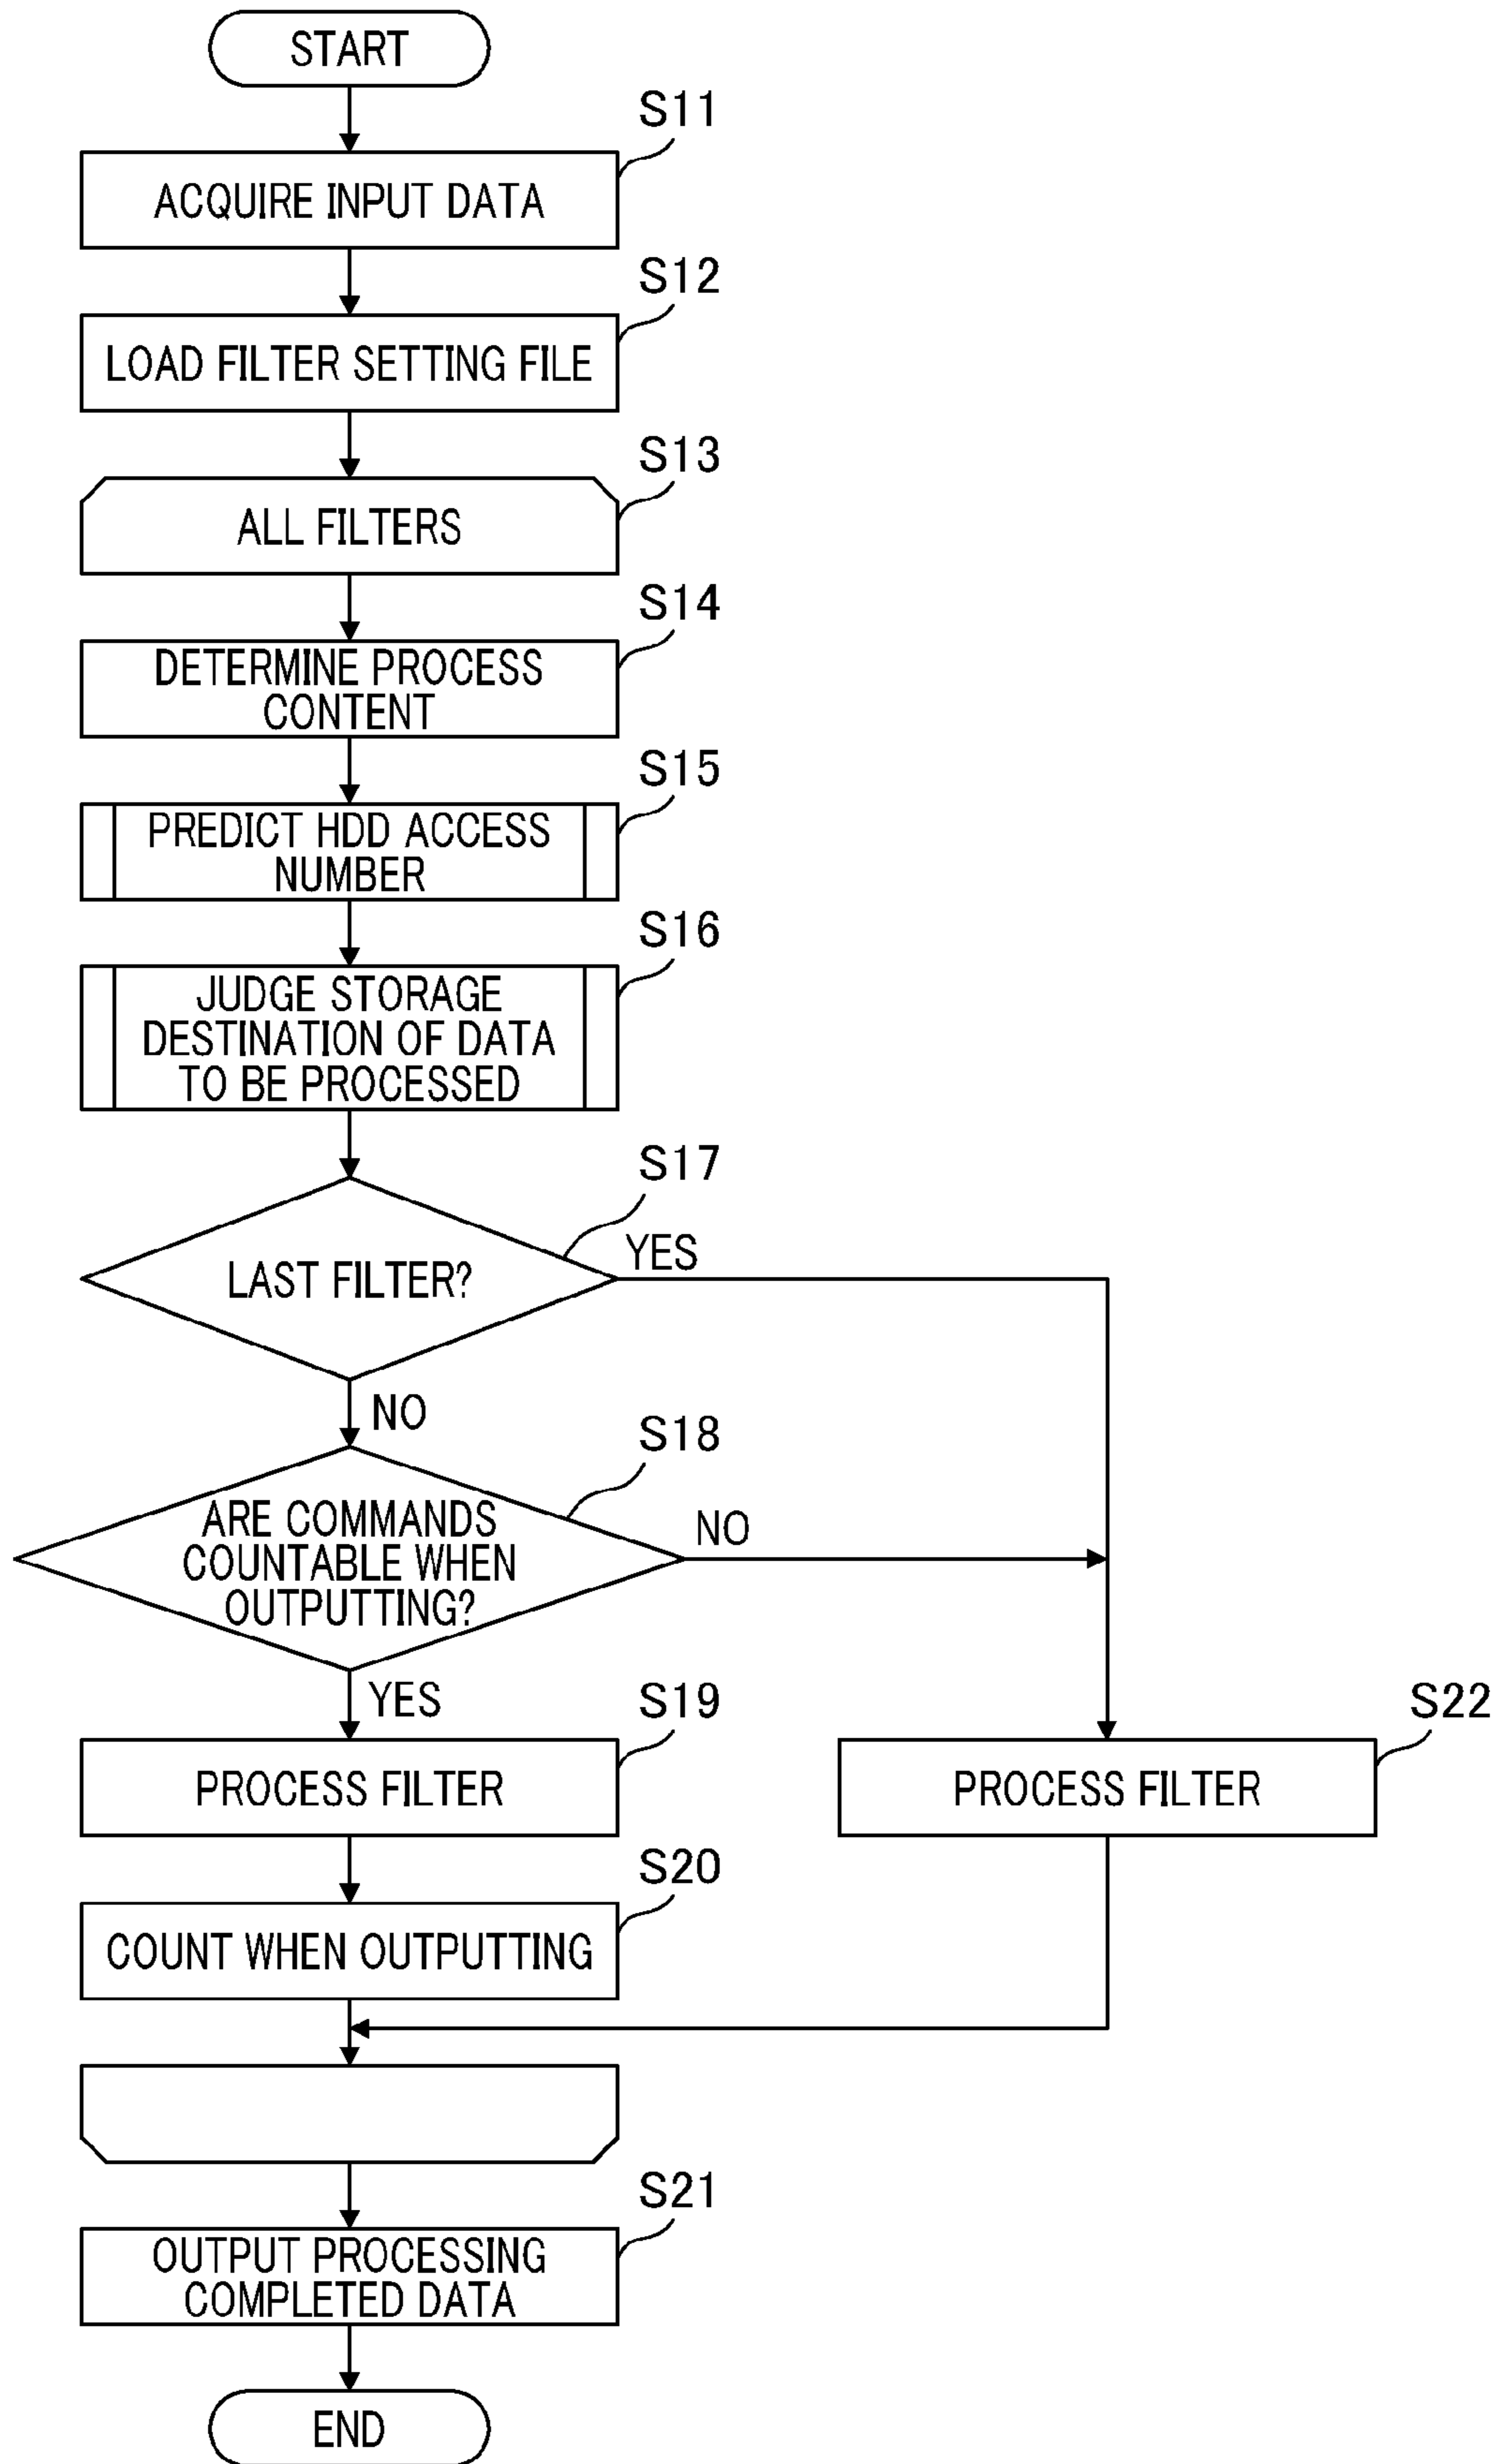 START
S11
ACQUIRE INPUT DATA
S12
LOAD FILTER SETTING FILE
S13
ALL FILTERS
S14
DETERMINE PROCESS
CONTENT
S15
PREDICT HDD ACCESS
NUMBER
S16
JUDGE STORAGE
DESTINATION OF DATA
TO BE PROCESSED
S17
LAST FILTER?
YES
NO
S18
ARE COMMANDS
COUNTABLE WHEN
OUTPUTTING?
NO
YES
S19
PROCESS FILTER
S22
PROCESS FILTER
S20
COUNT WHEN OUTPUTTING
S21
OUTPUT PROCESSING
COMPLETED DATA
END